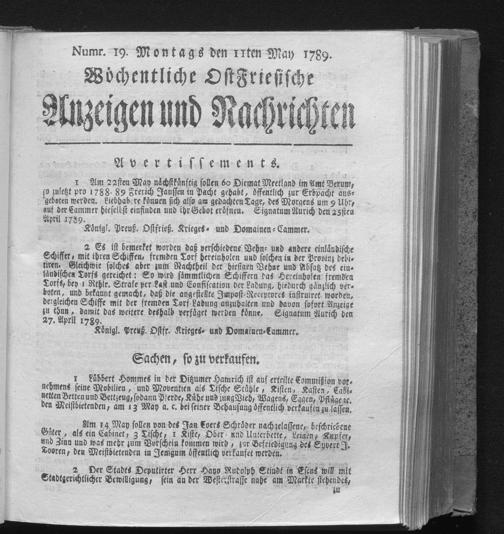 Numr. 19. Montags den 11ten May 1789.
Wöchentliche OstFriesische
Anzeigen und Nachrichten
Avertissements.
1 Am 22sten May nächstkünftig sollen 60 Diemat Meetland im Amt Berum,
so zuletzt pro 1788-89 Frerich Janssen in Pacht gehabt, öffentlich zur Erbpacht aus-
geboten werden. Liebhabere können sich also am gedachten Tage, des Morgens um 9 Uhr,
auf der Cammer hieselbst einfinden und ihr Gebot eröfnen. Signatum Aurich den 25sten
April 1789.
Königl. Preuß. Ostfries. Krieges- und Domainen-Cammer.
2 Es ist bemerket worden daß verschiedene Vehn- und andere einländische
Schiffer, mit ihren Schiffen, fremden Torf hereinholen und solchen in der Provinz debi-
tiren. Gleichwie solches aber zum Nachtheil der hiesigen Vehne und Absatz des ein-
ländischen Torfs gereichet: So wird sämmtlichen Schiffern das Hereinholen fremden
Torfs, bey 1 Rthlr. Strafe per Last und Confiscation der Ladung, hiedurch gänzlich ver-
boten, und bekannt gemacht, daß die angestellte Impost-Receptores instruiret worden,
dergleichen Schiffe mit der fremden Torf Ladung anzuhalten und davon sofort Anzeige
zu thun, damit das weitere deshalb verfüget werden könne. Signatum Aurich den
27. April 1789.
Königl. Preuß. Ostfr. Krieges- und Domainen-Cammer.
Sachen, so zu verkaufen.
1 Lübbert Hommes in der Ditzumer Hamrich ist auf erteilte Commission vor-
nehmens seine Mobilien, und Moventien als Tische Stühle, Kisten, Kasten, Cabi-
netten Betten und Bettzeug, sodann Pferde, Kühe und jung Vieh, Wagens, Eggen, Pflüge ꝛc.
den Meistbietenden, am 13 May a. c. bei seiner Behausung öffentlich verkaufen zu lassen.
Am 14 May sollen von des Jan Evers Schröder nachgelassene, beschriebene
Güter, als ein Cabinet, 3 Tische, 1 Kiste, Ober- und Unterbette, Leinen, Kupfer,
und Zinn und was mehr zum Vorschein kommen wird, zur Befriedigung des Syvert J.
Tooren, den Meistbietenden in Jemgum öffentlich verkaufet werden.
2 Der Stadts Deputirter Herr Hayo Rudolph Stindt in Esens will mit
Stadtgerichtlicher Bewilligung, sein an der Westerstrasse nahe am Markte stehendes,
zu